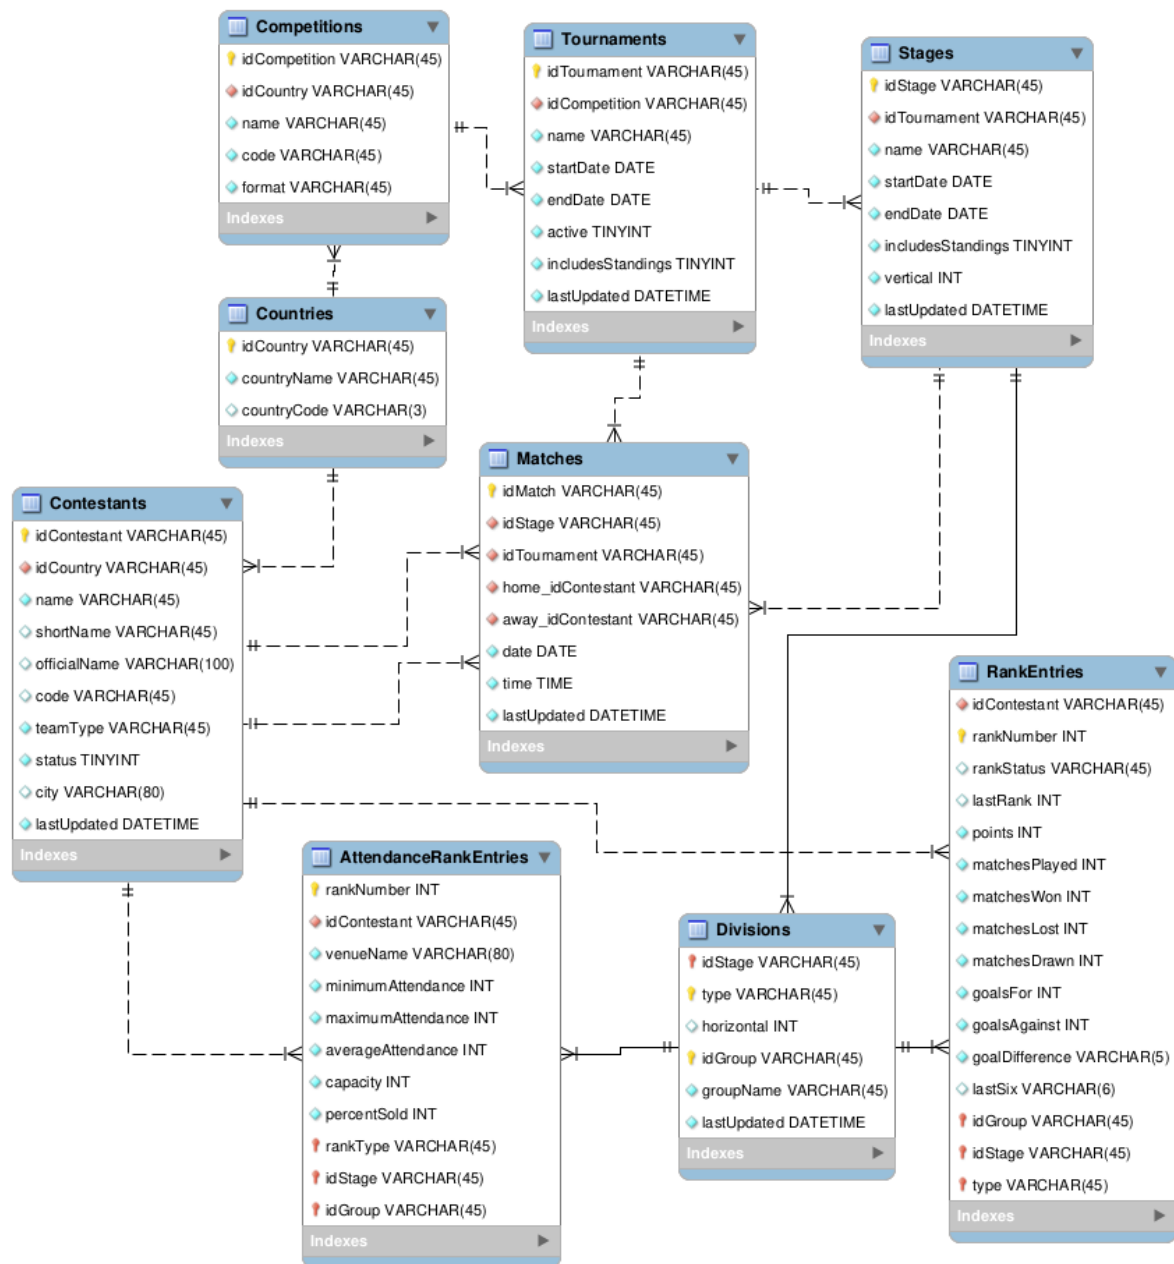 Competitions
idCompetition VARCHAR(45)
idCountry VARCHAR(45)
name VARCHAR(45)
code VARCHAR(45)
format VARCHAR(45)
Indexes
Tournaments
idTournament VARCHAR(45)
idCompetition VARCHAR(45)
name VARCHAR(45)
startDate DATE
endDate DATE
active TINYINT
includesStandings TINYINT
lastUpdated DATETIME
Indexes
Stages
idStage VARCHAR(45)
idTournament VARCHAR(45)
name VARCHAR(45)
startDate DATE
endDate DATE
includesStandings TINYINT
vertical INT
lastUpdated DATETIME
Indexes
Countries
idCountry VARCHAR(45)
countryName VARCHAR(45)
countryCode VARCHAR(3)
Indexes
Contestants
idContestant VARCHAR(45)
idCountry VARCHAR(45)
name VARCHAR(45)
shortName VARCHAR(45)
officialName VARCHAR(100)
code VARCHAR(45)
teamType VARCHAR(45)
status TINYINT
city VARCHAR(80)
lastUpdated DATETIME
Indexes
Matches
idMatch VARCHAR(45)
idStage VARCHAR(45)
idTournament VARCHAR(45)
home_idContestant VARCHAR(45)
away_idContestant VARCHAR(45)
date DATE
time TIME
lastUpdated DATETIME
Indexes
RankEntries
idContestant VARCHAR(45)
rankNumber INT
rankStatus VARCHAR(45)
lastRank INT
points INT
matchesPlayed INT
matchesWon INT
matchesLost INT
matchesDrawn INT
goalsFor INT
goalsAgainst INT
goalDifference VARCHAR(5)
lastSix VARCHAR(6)
idGroup VARCHAR(45)
idStage VARCHAR(45)
type VARCHAR(45)
Indexes
AttendanceRankEntries
rankNumber INT
idContestant VARCHAR(45)
venueName VARCHAR(80)
minimumAttendance INT
maximumAttendance INT
averageAttendance INT
capacity INT
percentSold INT
rankType VARCHAR(45)
idStage VARCHAR(45)
idGroup VARCHAR(45)
Indexes
Divisions
idStage VARCHAR(45)
type VARCHAR(45)
horizontal INT
idGroup VARCHAR(45)
groupName VARCHAR(45)
lastUpdated DATETIME
Indexes